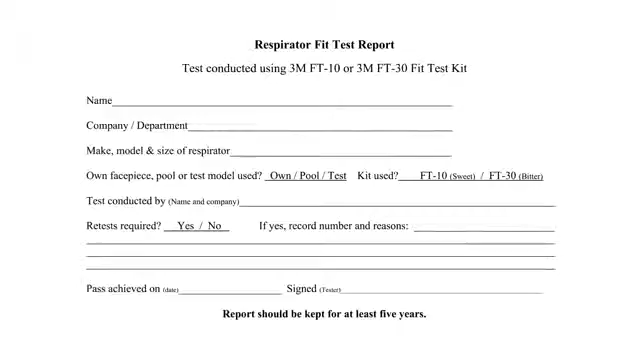 Respirator Fit Test Report
Test conducted using 3M FT-10 or 3M FT-30 Fit Test Kit
Name
Company / Department
Make, model & size of respirator
Own facepiece, pool or test model used? Own / Pool / Test Kit used? FT-10 (Sweet) / FT-30 (Bitter)
Test conducted by (Name and company)
Retests required? Yes / No If yes, record number and reasons:
Pass achieved on (date) Signed (Tester)
Report should be kept for at least five years.